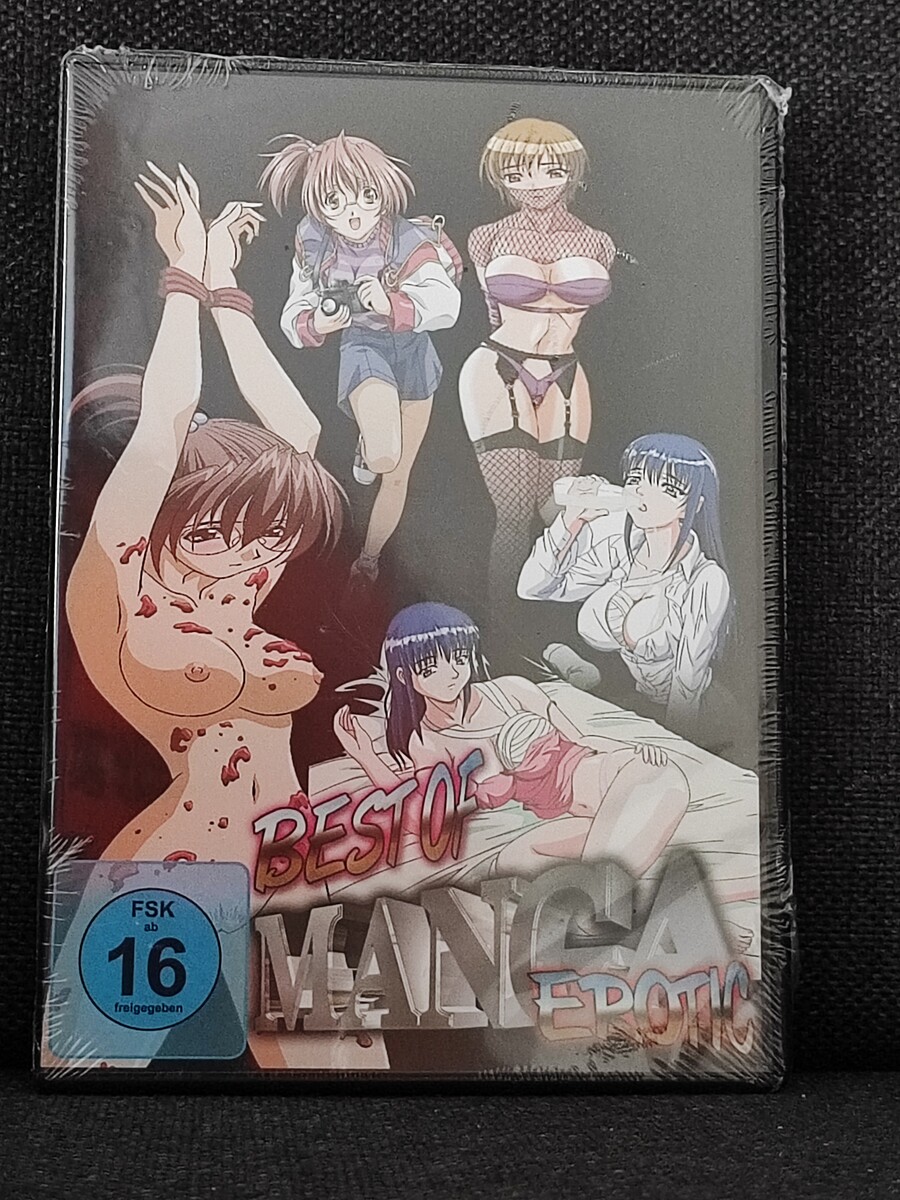 BEST OF
MANGA
EROTIC
FSK
ab
16
freigegeben